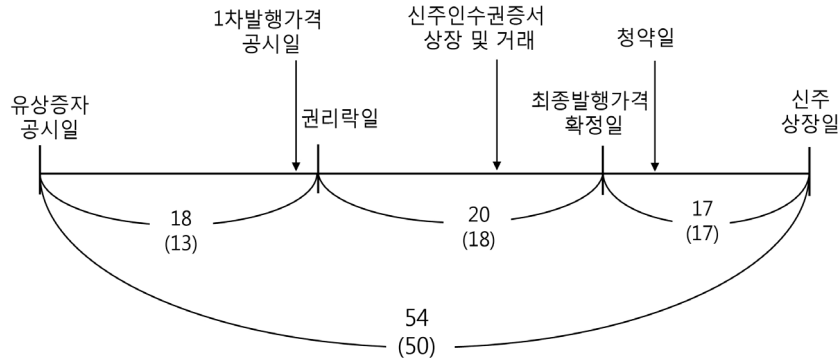 1차발행가격
공시일
신주인수권증서
상장 및 거래
청약일
유상증자
공시일
권리락일
최종발행가격
확정일
신주
상장일
18
(13)
20
(18)
17
(17)
54
(50)